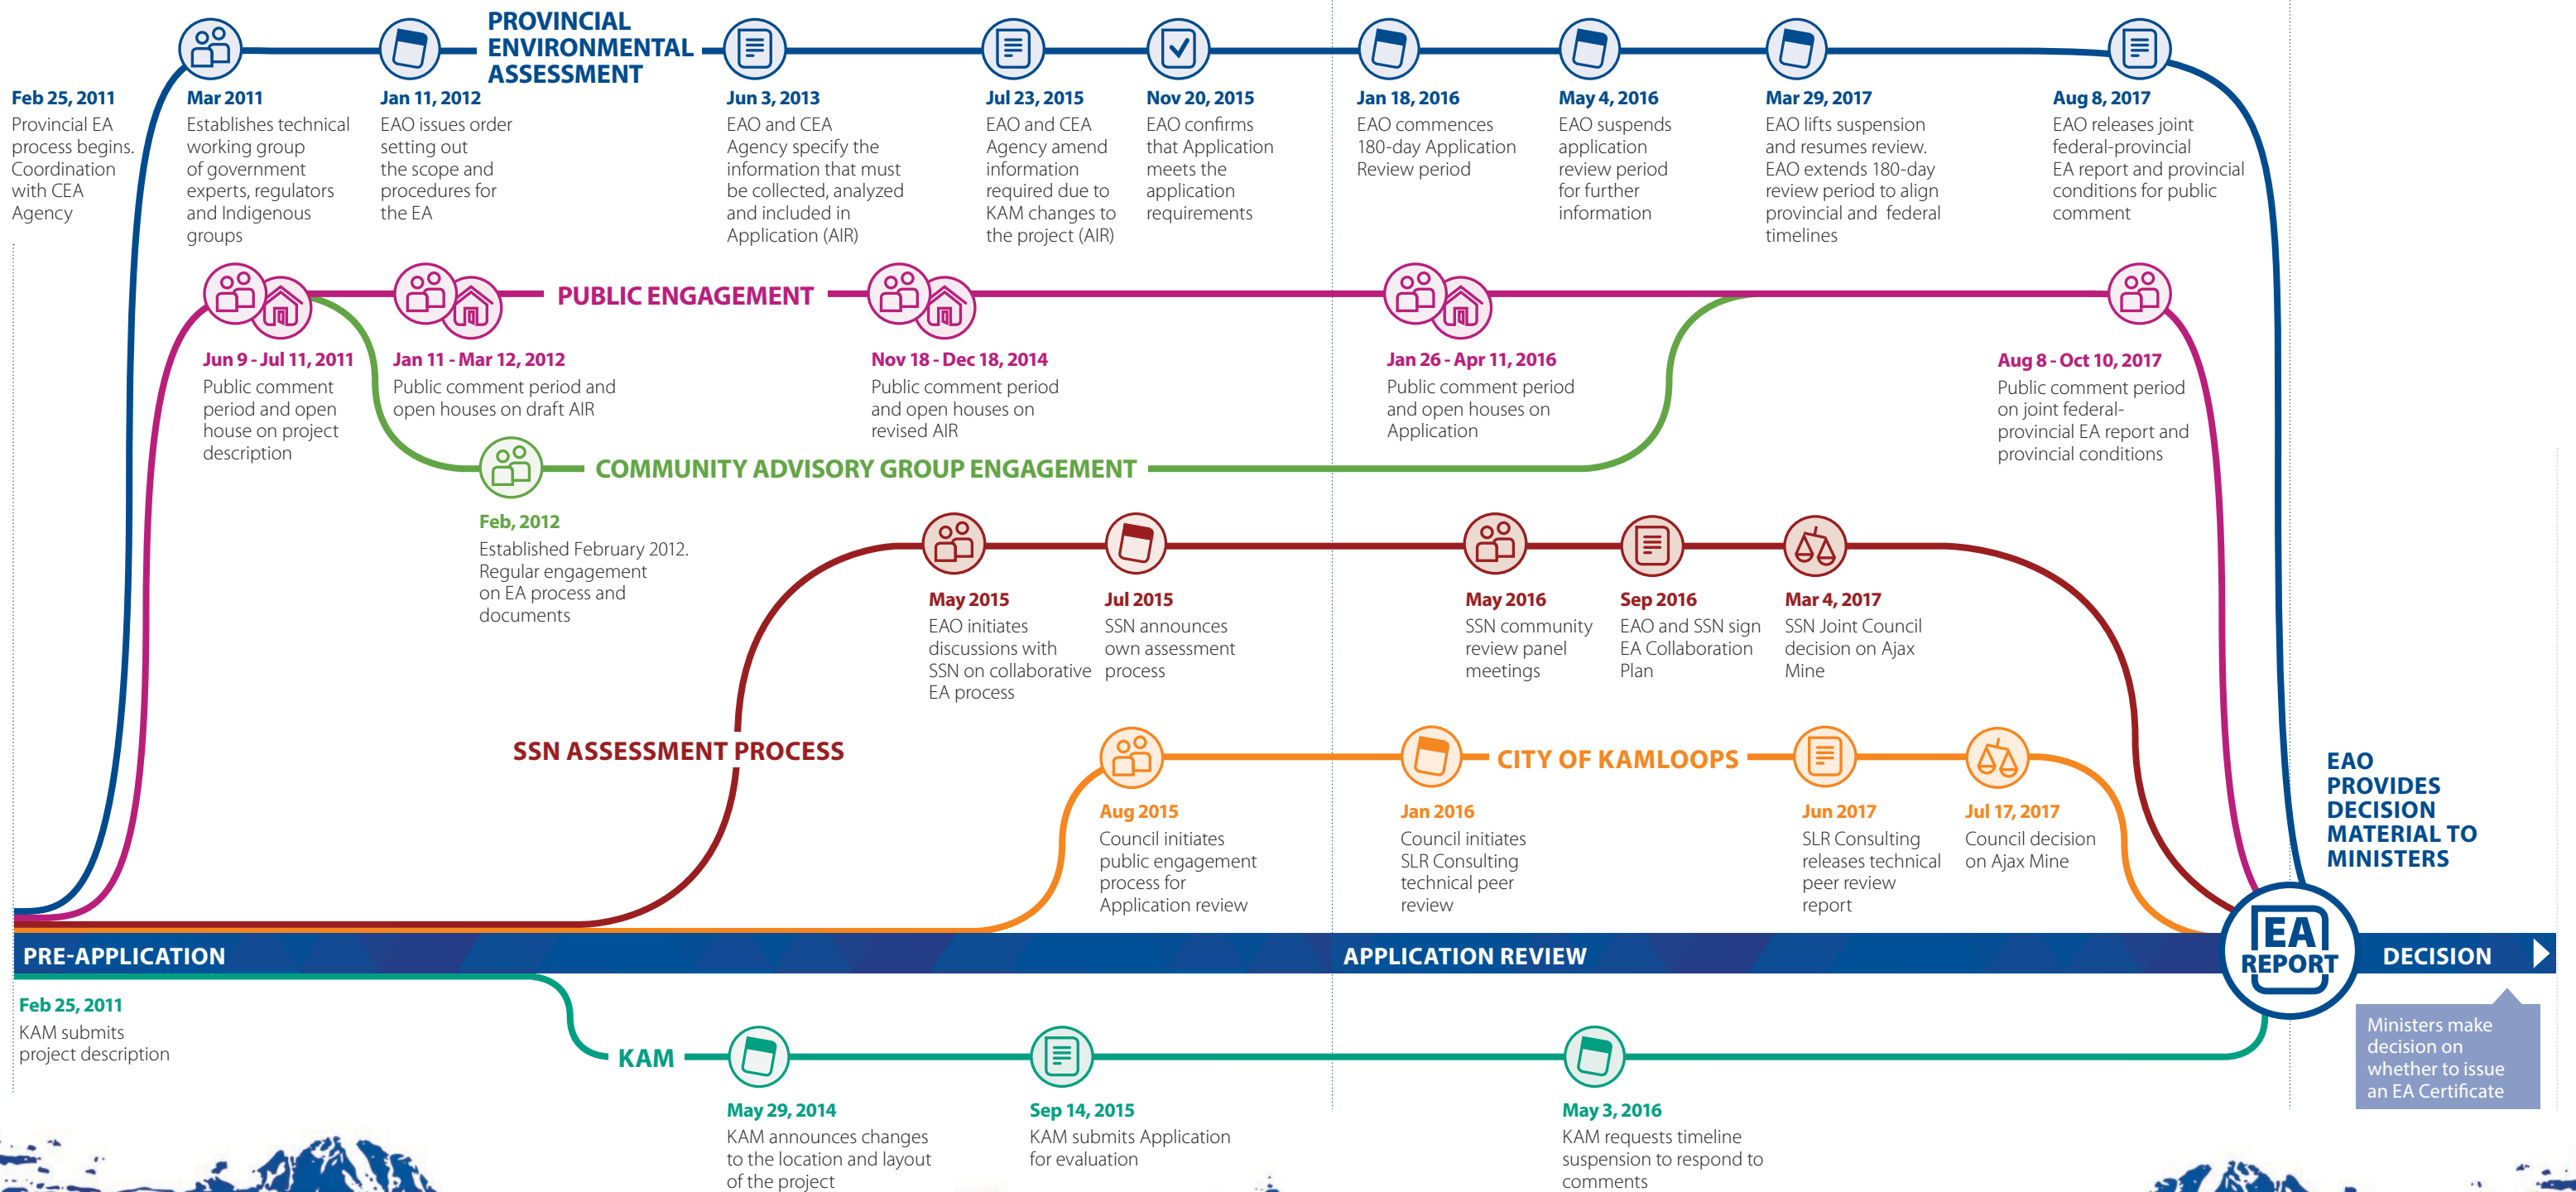 PROVINCIAL
ENVIRONMENTAL
ASSESSMENT
Feb 25, 2011
Provincial EA
process begins.
Coordination
with CEA
Agency
Mar 2011
Establishes technical
working group
of government
experts, regulators
and Indigenous
groups
Jan 11, 2012
EAO issues order
setting out
the scope and
procedures for
the EA
Jun 3, 2013
EAO and CEA
Agency specify the
information that must
be collected, analyzed
and included in
Application (AIR)
Jul 23, 2015
EAO and CEA
Agency amend
information
required due to
KAM changes to
the project (AIR)
Nov 20, 2015
EAO confirms
that Application
meets the
application
requirements
Jan 18, 2016
EAO commences
180-day Application
Review period
May 4, 2016
EAO suspends
application
review period
for further
information
Mar 29, 2017
EAO lifts suspension
and resumes review.
EAO extends 180-day
review period to align
provincial and federal
timelines
Aug 8, 2017
EAO releases joint
federal-provincial
EA report and provincial
conditions for public
comment
PUBLIC ENGAGEMENT
Jun 9 - Jul 11, 2011
Public comment
period and open
house on project
description
Jan 11 - Mar 12, 2012
Public comment period and
open houses on draft AIR
Nov 18 - Dec 18, 2014
Public comment period
and open houses on
revised AIR
Jan 26 - Apr 11, 2016
Public comment period
and open houses on
Application
Aug 8 - Oct 10, 2017
Public comment period
on joint federal-
provincial EA report and
provincial conditions
COMMUNITY ADVISORY GROUP ENGAGEMENT
Feb, 2012
Established February 2012.
Regular engagement
on EA process and
documents
SSN ASSESSMENT PROCESS
May 2015
EAO initiates
discussions with
SSN on collaborative
EA process
Jul 2015
SSN announces
own assessment
process
May 2016
SSN community
review panel
meetings
Sep 2016
EAO and SSN sign
EA Collaboration
Plan
Mar 4, 2017
SSN Joint Council
decision on Ajax
Mine
CITY OF KAMLOOPS
Aug 2015
Council initiates
public engagement
process for
Application review
Jan 2016
Council initiates
SLR Consulting
technical peer
review
Jun 2017
SLR Consulting
releases technical
peer review
report
Jul 17, 2017
Council decision
on Ajax Mine
EAO
PROVIDES
DECISION
MATERIAL TO
MINISTERS
PRE-APPLICATION
APPLICATION REVIEW
EA
REPORT
DECISION
Feb 25, 2011
KAM submits
project description
KAM
May 29, 2014
KAM announces changes
to the location and layout
of the project
Sep 14, 2015
KAM submits Application
for evaluation
May 3, 2016
KAM requests timeline
suspension to respond to
comments
Ministers make
decision on
whether to issue
an EA Certificate